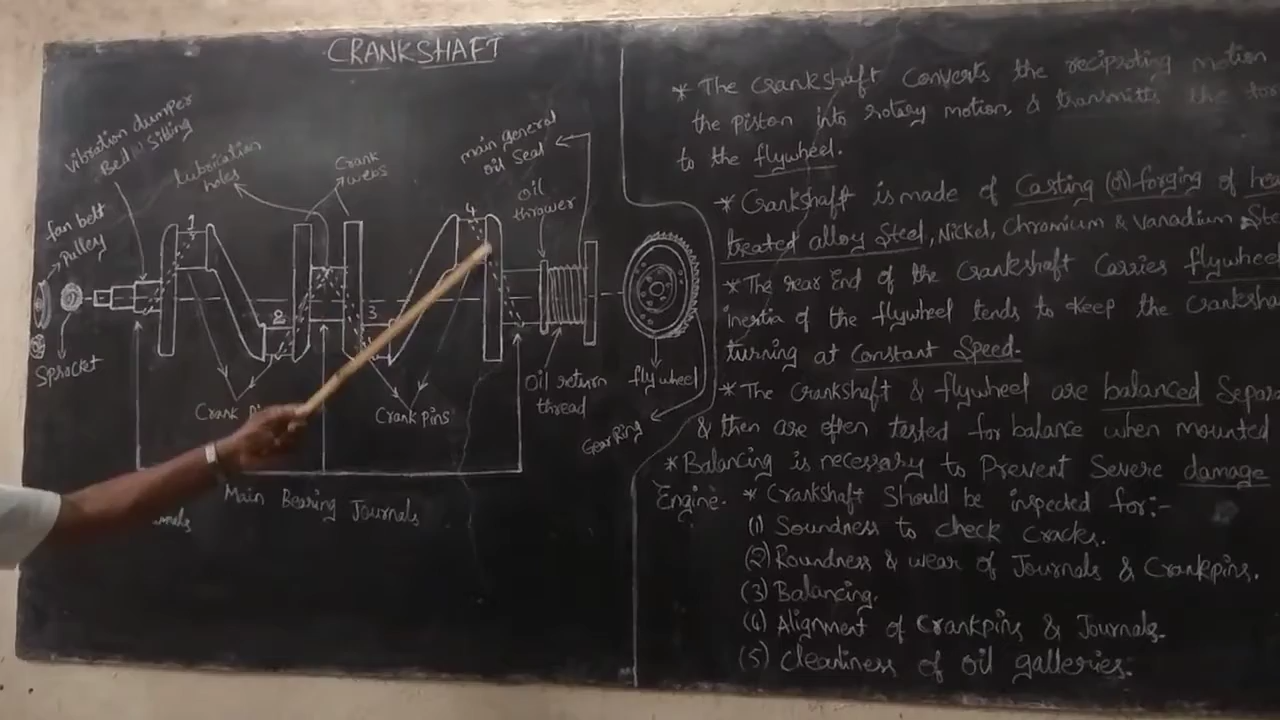 CRANKSHAFT
vibration dumper
Bed Sitting
lubrication
holes
Crank
webs
main general
oil Seal
oil
thrower
fan belt
Pulley
1
4
2
3
Sprocket
Crank
Crank Pins
Oil return
thread
fly wheel
Gear Ring
Main Bearing Journals
* The Crankshaft Converts the reciproting motion
the piston into rotary motion, & transmitts the
to the flywheel.
* Crankshaft is made of Casting (or) forging of
treated alloy Steel, Nickel, Chromium & Vanadium
* The rear End of the Crankshaft Carries flywheel
inertia of the flywheel tends to keep the
turning at Constant Speed.
* The Crankshaft & flywheel are balanced
& then are often tested for balance when mounted
* Balancing is necessary to Prevent Severe damage
Engine. * Crankshaft Should be inspected for:-
(1) Soundness to check Cracks.
(2) Roundness & wear of Journals & Crankpins.
(3) Balancing.
(4) Alignment of Crankpins & Journals.
(5) Cleanliness of oil galleries.